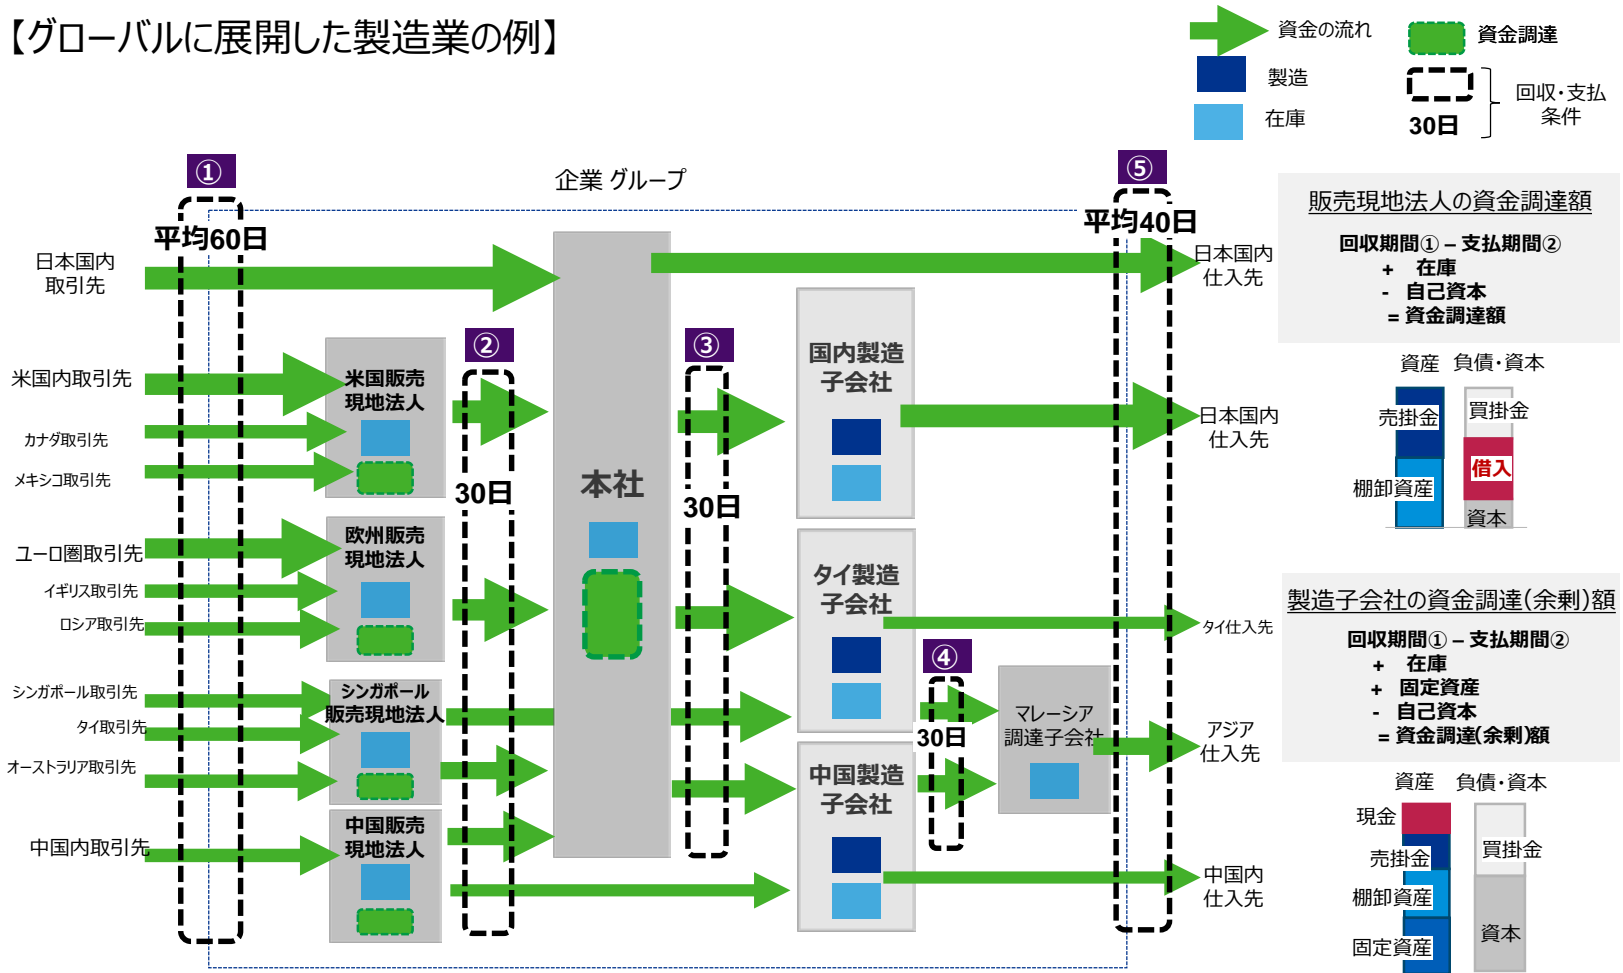 【グローバルに展開した製造業の例】
資金の流れ
資金調達
製造
在庫
30日
回収・支払
条件
①
企業 グループ
⑤
平均60日
平均40日
日本国内
取引先
米国内取引先
カナダ取引先
メキシコ取引先
ユーロ圏取引先
イギリス取引先
ロシア取引先
シンガポール取引先
タイ取引先
オーストラリア取引先
中国内取引先
米国販売
現地法人
欧州販売
現地法人
シンガポール
販売現地法人
中国販売
現地法人
②
30日
本社
③
30日
国内製造
子会社
タイ製造
子会社
中国製造
子会社
④
30日
マレーシア
調達子会社
日本国内
仕入先
日本国内
仕入先
タイ仕入先
アジア
仕入先
中国内
仕入先
販売現地法人の資金調達額
回収期間①－支払期間②
+ 在庫
- 自己資本
= 資金調達額
資産 負債・資本
売掛金
棚卸資産
買掛金
借入
資本
製造子会社の資金調達(余剰)額
回収期間①－支払期間②
+ 在庫
+ 固定資産
- 自己資本
= 資金調達(余剰)額
資産 負債・資本
現金
売掛金
棚卸資産
固定資産
買掛金
資本